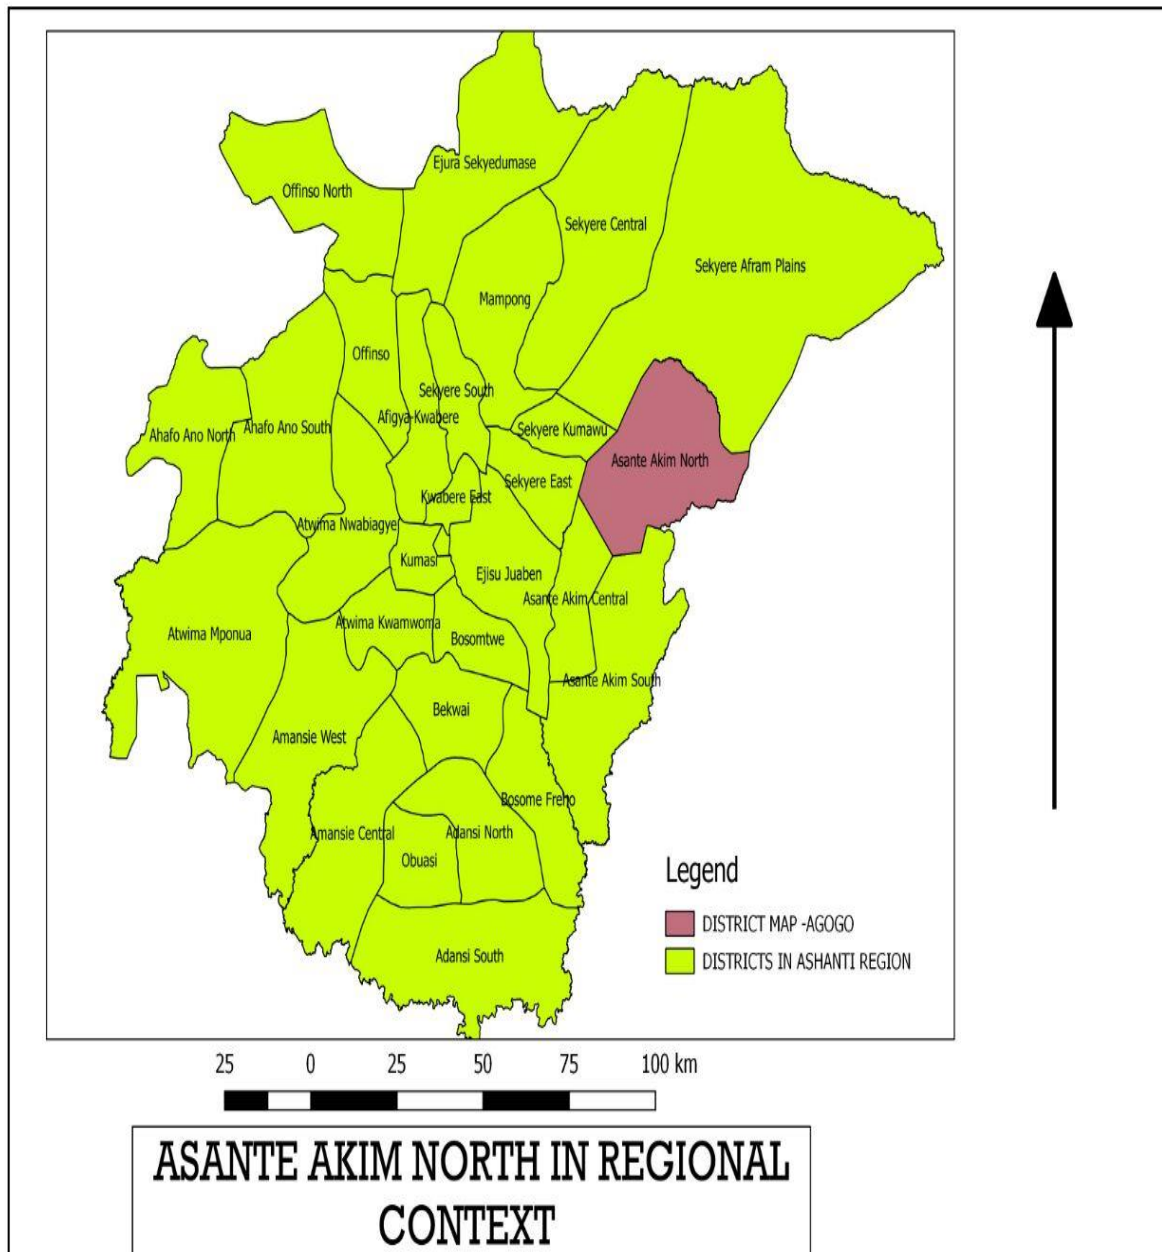 Ejura Sekyedumase
Offinso North
Sekyere Central
Sekyere Afram Plains
Mampong
Offinso
Sekyere South
Afigya-Kwabere
Ahafo Ano North
Ahafo Ano South
Sekyere Kumawu
Asante Akim North
Sekyere East
Kwabere East
Atwima Nwabiagye
Kumasi
Ejisu Juaben
Asante Akim Central
Atwima Kwamwoma
Atwima Mponua
Bosomtwe
Asante Akim South
Bekwai
Amansie West
Bosome Freho
Amansie Central
Adansi North
Obuasi
Adansi South
Legend
DISTRICT MAP -AGOGO
DISTRICTS IN ASHANTI REGION
25 0 25 50 75 100 km
ASANTE AKIM NORTH IN REGIONAL
CONTEXT